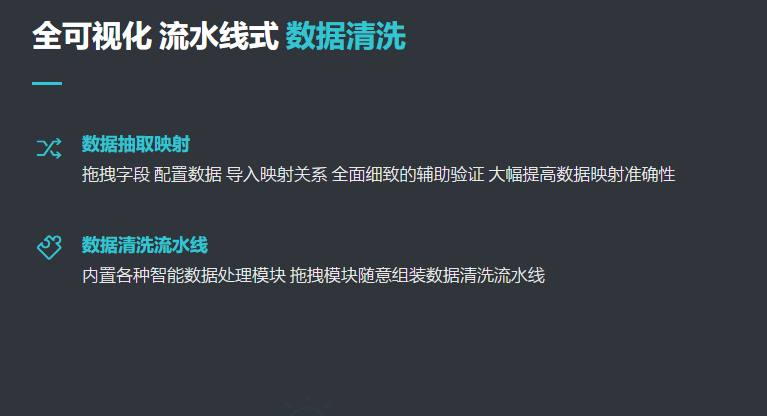 全可视化 流水线式 数据清洗
数据抽取映射
拖拽字段 配置数据 导入映射关系 全面细致的辅助验证 大幅提高数据映射准确性
数据清洗流水线
内置各种智能数据处理模块 拖拽模块随意组装数据清洗流水线